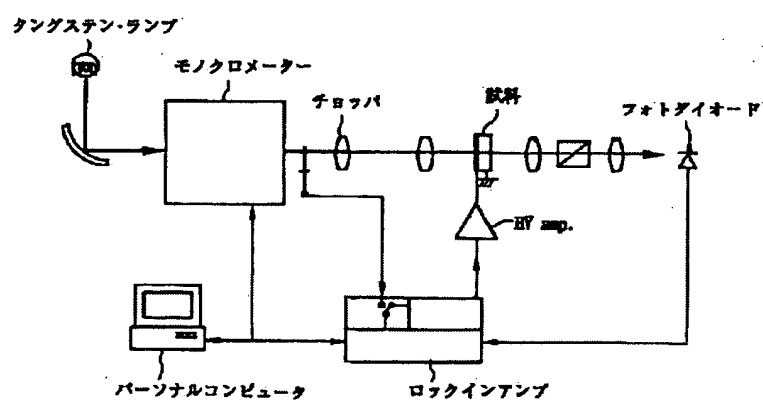 タングステン・ランプ
モノクロメーター
チョッパ
試料
フォトダイオード
HV amp.
パーソナルコンピュータ
ロックインアンプ